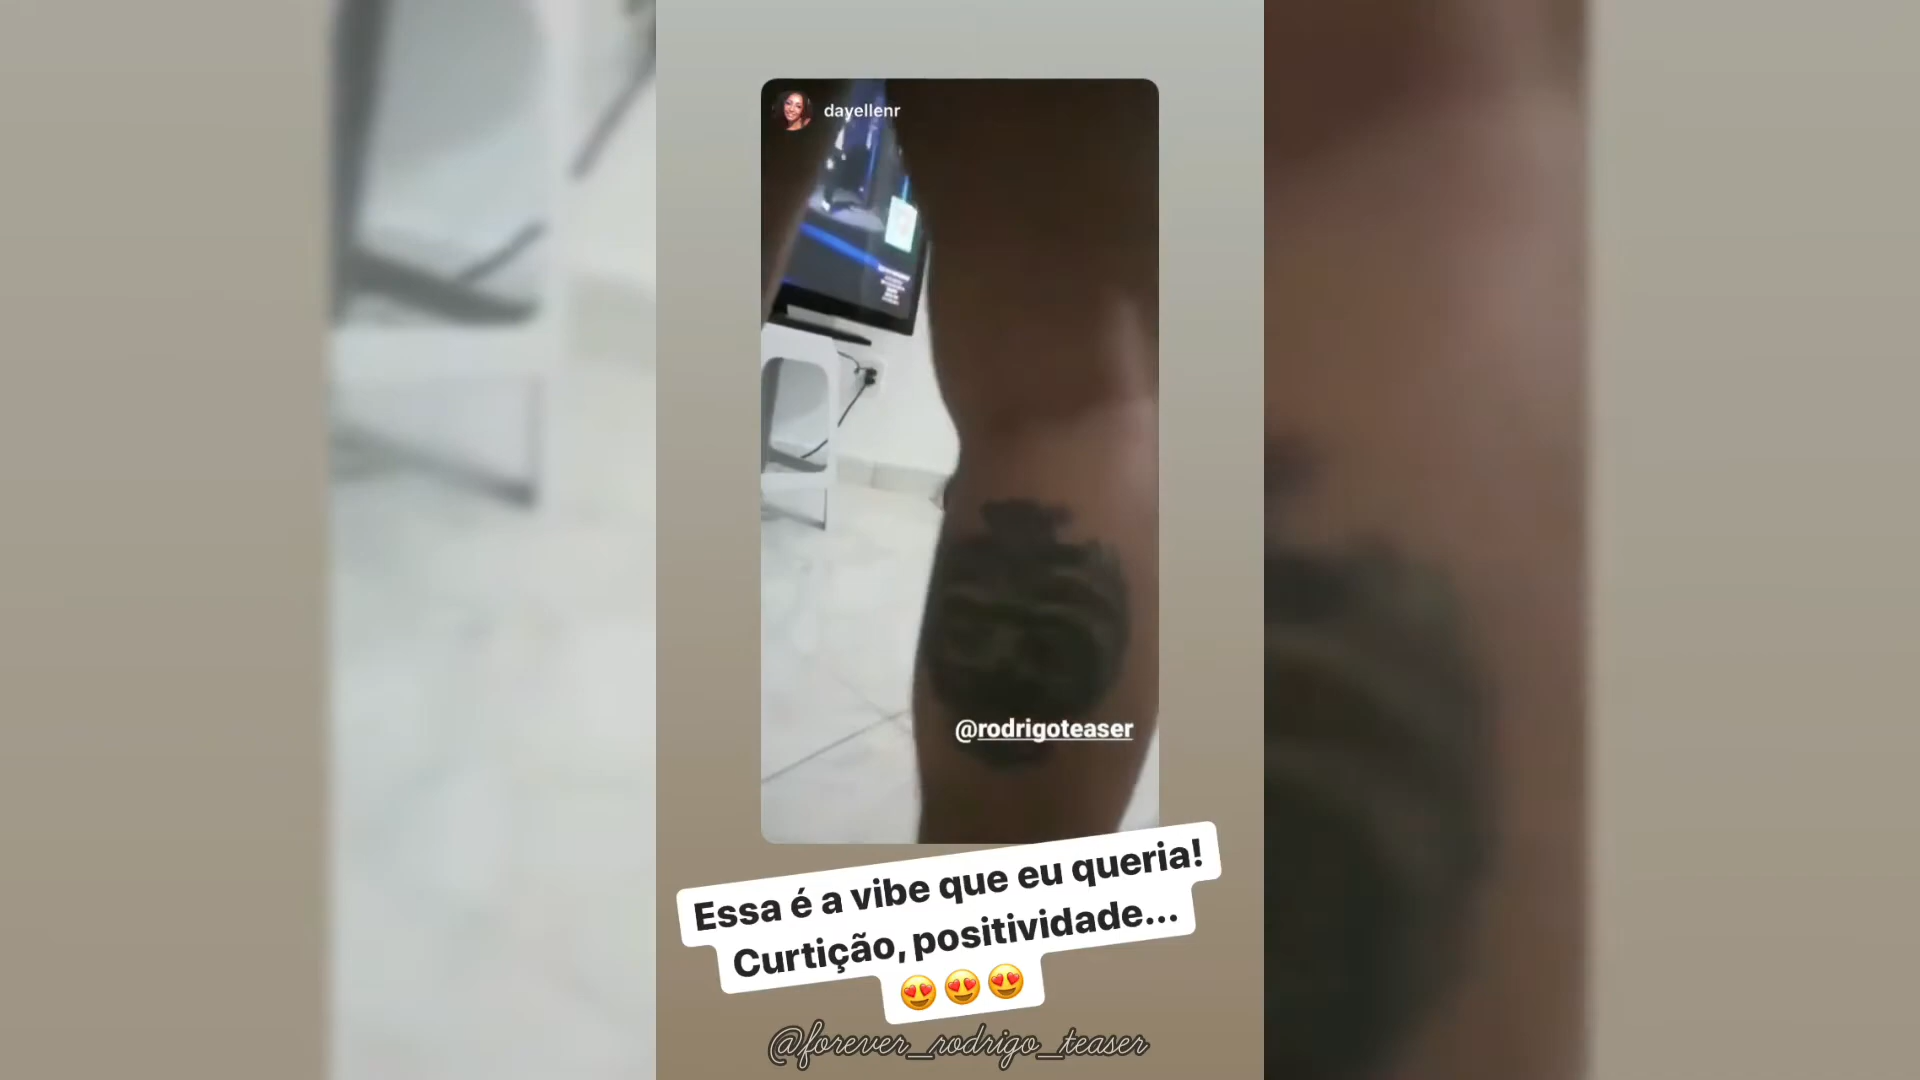 dayellenr
@rodrigoteaser
Essa é a vibe que eu queria!
Curtição, positividade...
😍😍😍
@forever_rodrigo_teaser